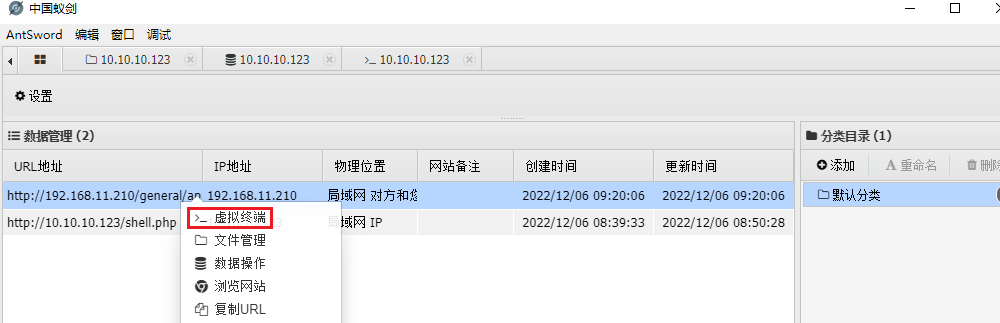 中国蚁剑
AntSword 编辑 窗口 调试
10.10.10.123 10.10.10.123 10.10.10.123
设置
数据管理 (2)
分类目录 (1)
URL地址 IP地址 物理位置 网站备注 创建时间 更新时间
添加 重命名 删除
http://192.168.11.210/general/an 192.168.11.210 局域网 对方和您 2022/12/06 09:20:06 2022/12/06 09:20:06
默认分类
http://10.10.10.123/shell.php 局域网 IP 2022/12/06 08:39:33 2022/12/06 08:50:28
虚拟终端
文件管理
数据操作
浏览网站
复制URL